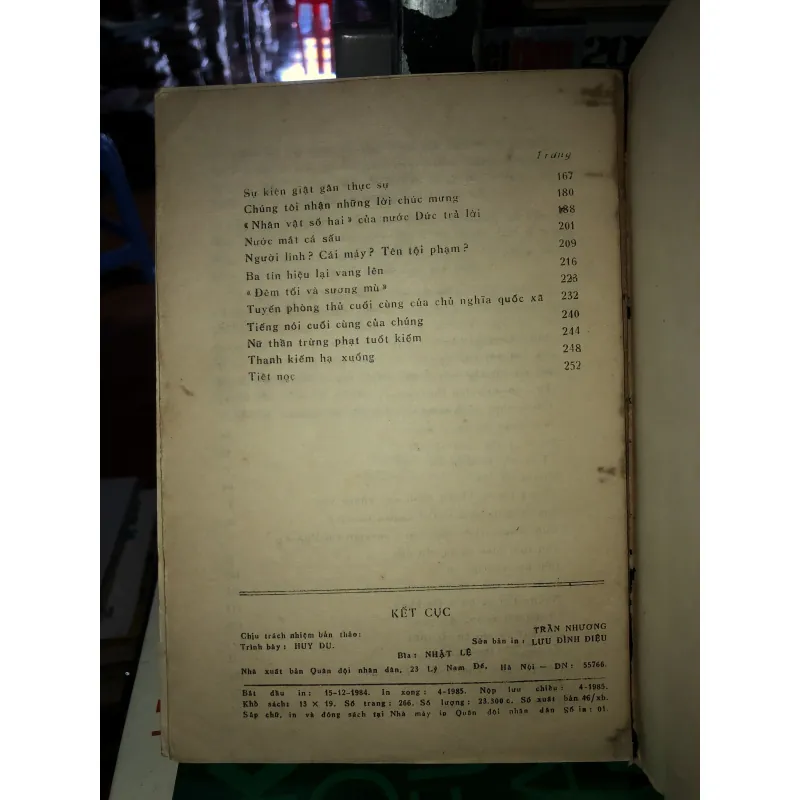 Trang
Sự kiện giật gân thực sự 167
Chúng tôi nhận những lời chúc mừng 180
« Nhân vật số hai » của nước Đức trả lời 188
Nước mắt cá sấu 201
Người lính? Cái máy? Tên tội phạm? 209
Ba tín hiệu lại vang lên 216
« Đêm tối và sương mù » 223
Tuyến phòng thủ cuối cùng của chủ nghĩa quốc xã 232
Tiếng nói cuối cùng của chúng 240
Nữ thần trừng phạt tuốt kiếm 244
Thanh kiếm hạ xuống 248
Tiết nọc 252
KẾT CỤC
Chịu trách nhiệm bản thảo: TRẦN NHƯƠNG
Trình bày : HUY DU. Sửa bản in : LƯU ĐÌNH DIÊU
Bìa : NHẬT LỆ
Nhà xuất bản Quân đội nhân dân, 23 Lý Nam Đế, Hà Nội — DN : 55766.
Bắt đầu in : 15-12-1984. In xong : 4-1985. Nộp lưu chiểu : 4-1985.
Khổ sách: 13 × 19. Số trang : 266. Số lượng : 23.500 c. Số xuất bản 46/xb.
Sắp chữ, in và đóng sách tại Nhà máy in Quân đội nhân dân số in : 01.